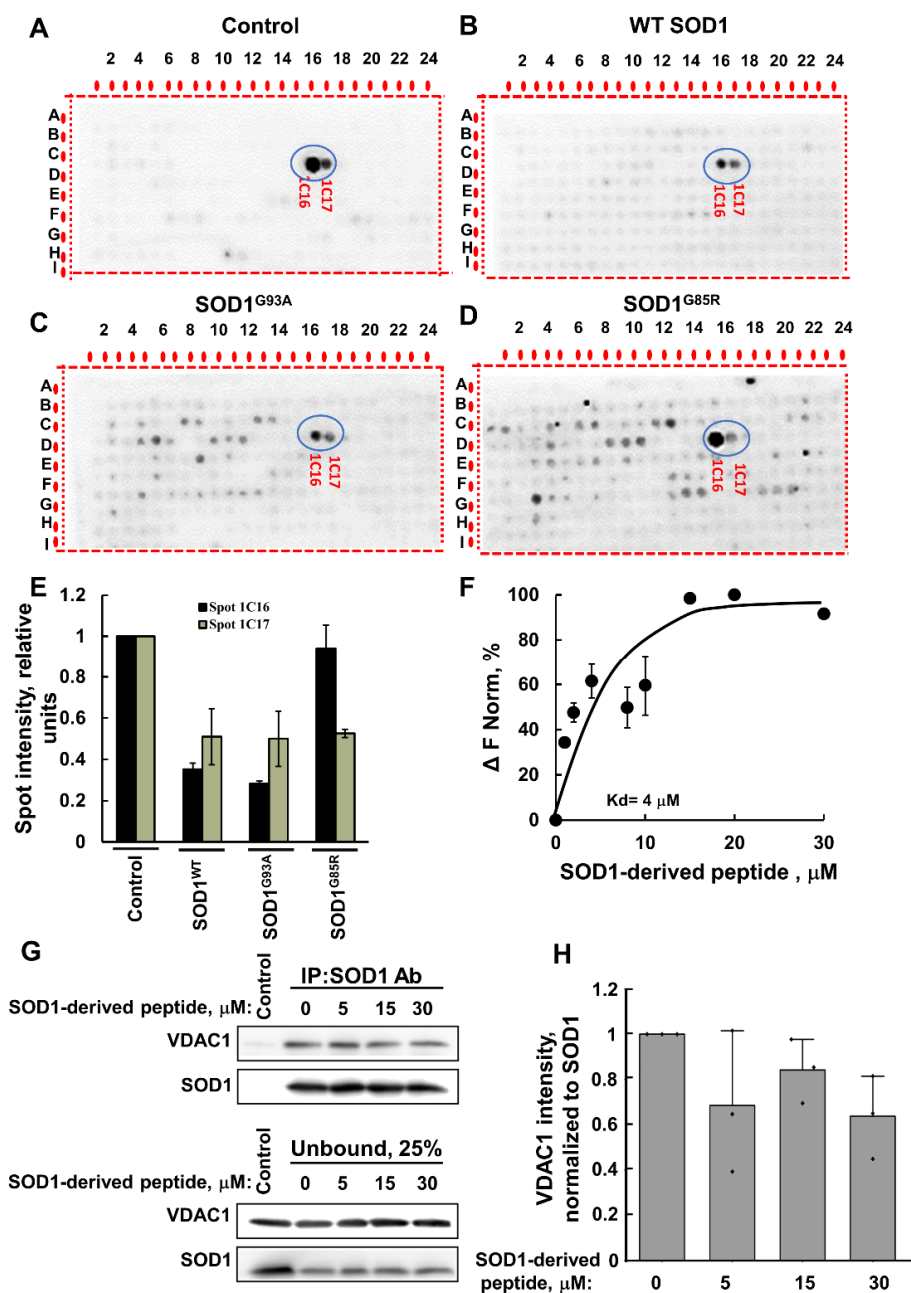 A Control
2 4 6 8 10 12 14 16 18 20 22 24
A
B
C
D
E
F
G
H
I
1C16
1C17
B WT SOD1
2 4 6 8 10 12 14 16 18 20 22 24
A
B
C
D
E
F
G
H
I
1C16
1C17
C SOD1G93A
2 4 6 8 10 12 14 16 18 20 22 24
A
B
C
D
E
F
G
H
I
1C16
1C17
D SOD1G85R
2 4 6 8 10 12 14 16 18 20 22 24
A
B
C
D
E
F
G
H
I
1C16
1C17
E
Spot intensity, relative
units
1.2
1
0.8
0.6
0.4
0.2
0
Spot 1C16
Spot 1C17
Control
SOD1WT
SOD1G93A
SOD1G85R
F
Δ F Norm, %
100
80
60
40
20
0
Kd= 4 μM
0 10 20 30
SOD1-derived peptide , μM
G
Control
IP:SOD1 Ab
SOD1-derived peptide, μM: 0 5 15 30
VDAC1
SOD1
Control
Unbound, 25%
SOD1-derived peptide, μM: 0 5 15 30
VDAC1
SOD1
H
VDAC1 intensity,
normalized to SOD1
1.2
1
0.8
0.6
0.4
0.2
0
SOD1-derived
peptide, μM: 0 5 15 30